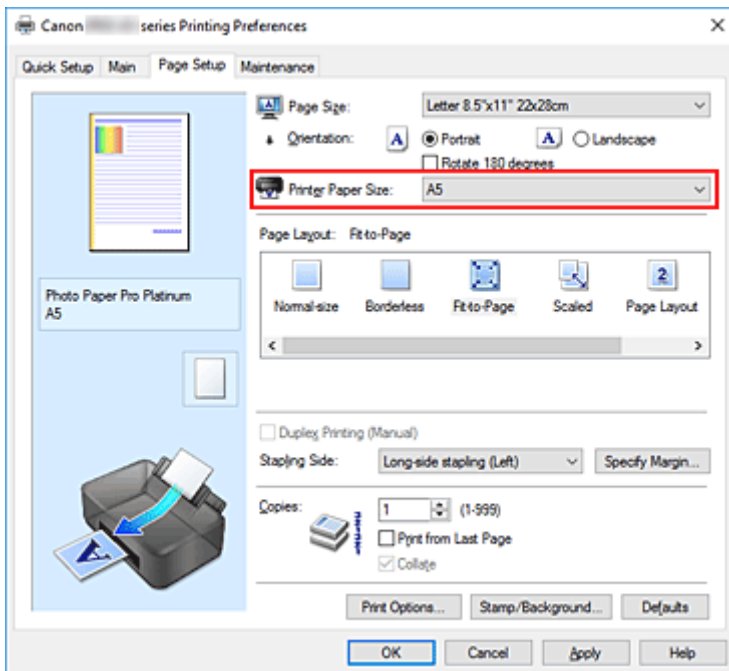 Canon series Printing Preferences
Quick Setup Main Page Setup Maintenance
Page Size: Letter 8.5"x11" 22x28cm
Orientation: A Portrait A Landscape
Rotate 180 degrees
Printer Paper Size: A5
Page Layout: Fit-to-Page
Normal-size Borderless Fit-to-Page Scaled 2 Page Layout
Photo Paper Pro Platinum
A5
Duplex Printing (Manual)
Stapling Side: Long-side stapling (Left) Specify Margin...
Copies: 1 (1-999)
Print from Last Page
Collate
A
Print Options... Stamp/Background... Defaults
OK Cancel Apply Help